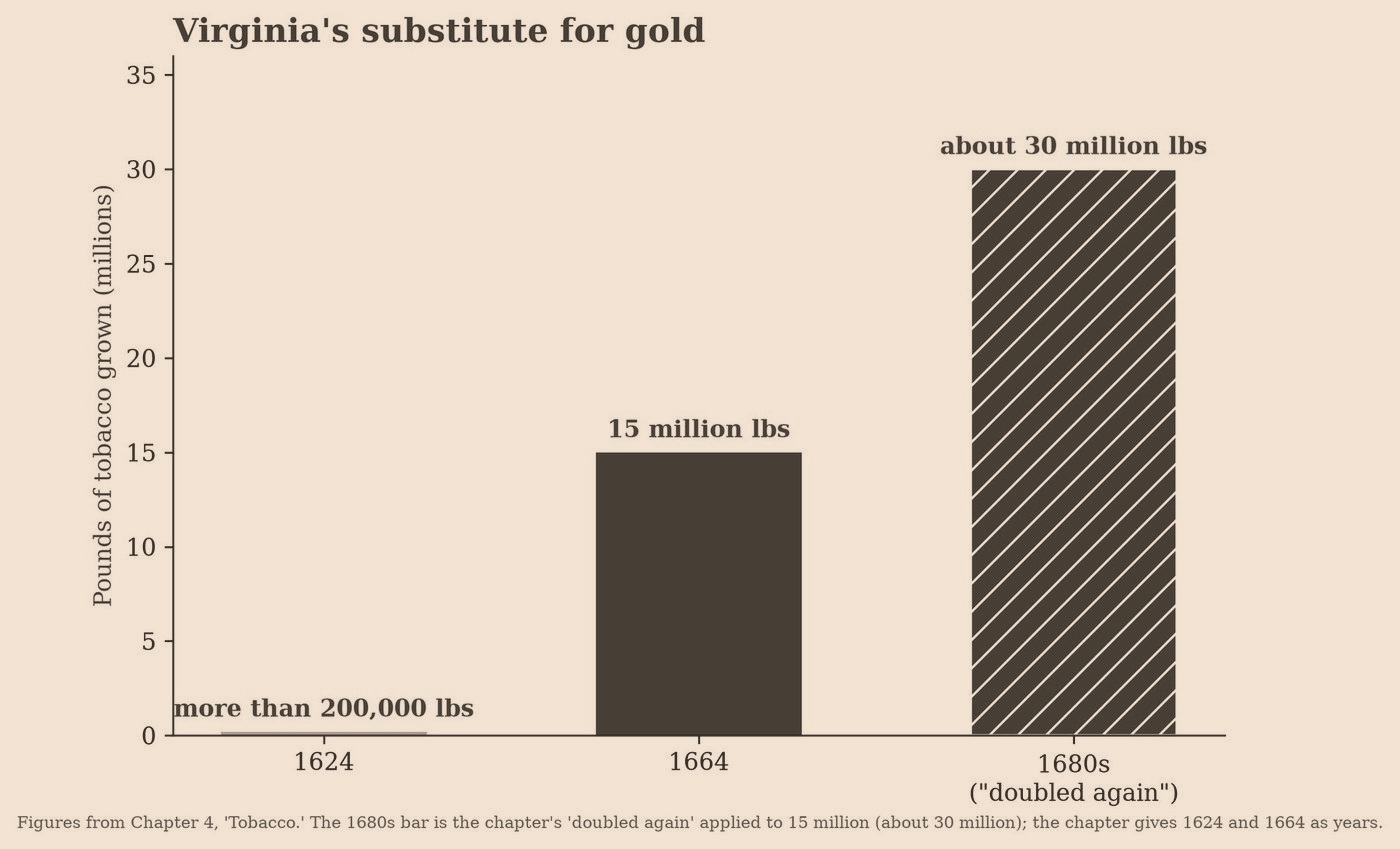 Virginia's substitute for gold
Pounds of tobacco grown (millions)
35
30
25
20
15
10
5
0
more than 200,000 lbs
15 million lbs
about 30 million lbs
1624
1664
1680s
("doubled again")
Figures from Chapter 4, 'Tobacco.' The 1680s bar is the chapter's 'doubled again' applied to 15 million (about 30 million); the chapter gives 1624 and 1664 as years.